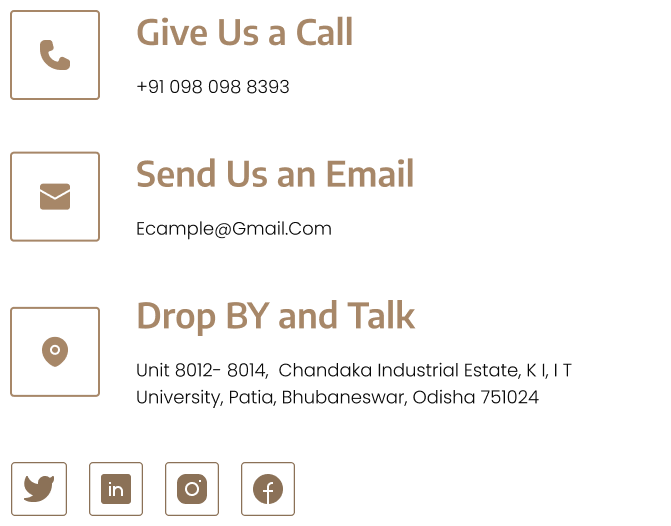 Give Us a Call
+91 098 098 8393
Send Us an Email
Ecample@Gmail.Com
Drop BY and Talk
Unit 8012- 8014,  Chandaka Industrial Estate, K I, I T
University, Patia, Bhubaneswar, Odisha 751024
in